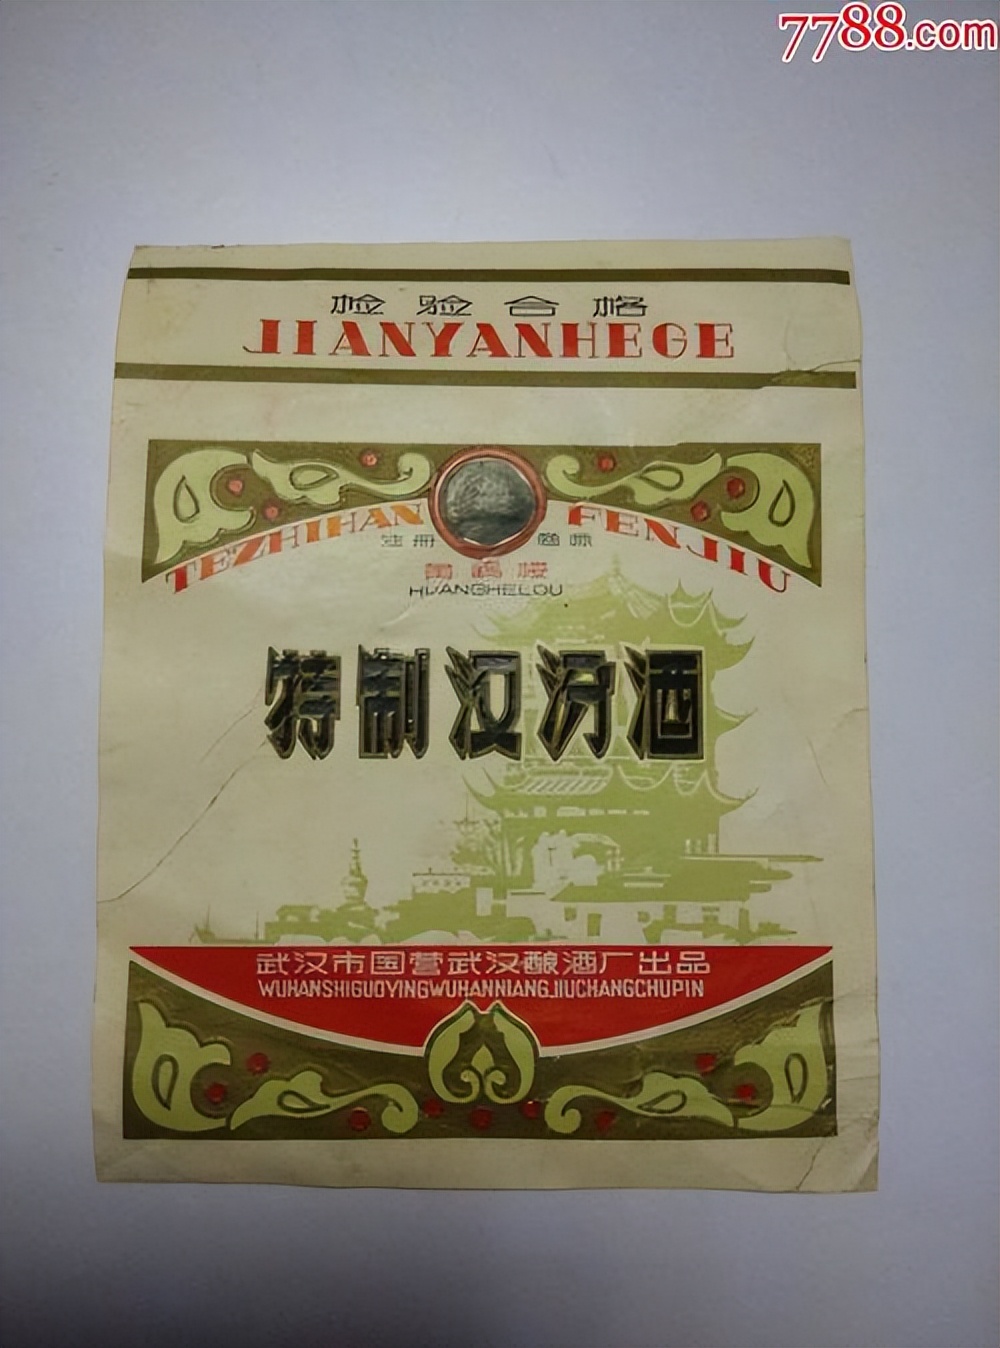 7788.com
检验合格
JIANYANHEGE
TEZHIHAN FENJIU
注册 商标
黄鹤楼
HUANGHELOU
特制汉汾酒
武汉市国营武汉酿酒厂出品
WUHANSHIGUOYINGWUHANNIANGJIUCHANGCHUPIN